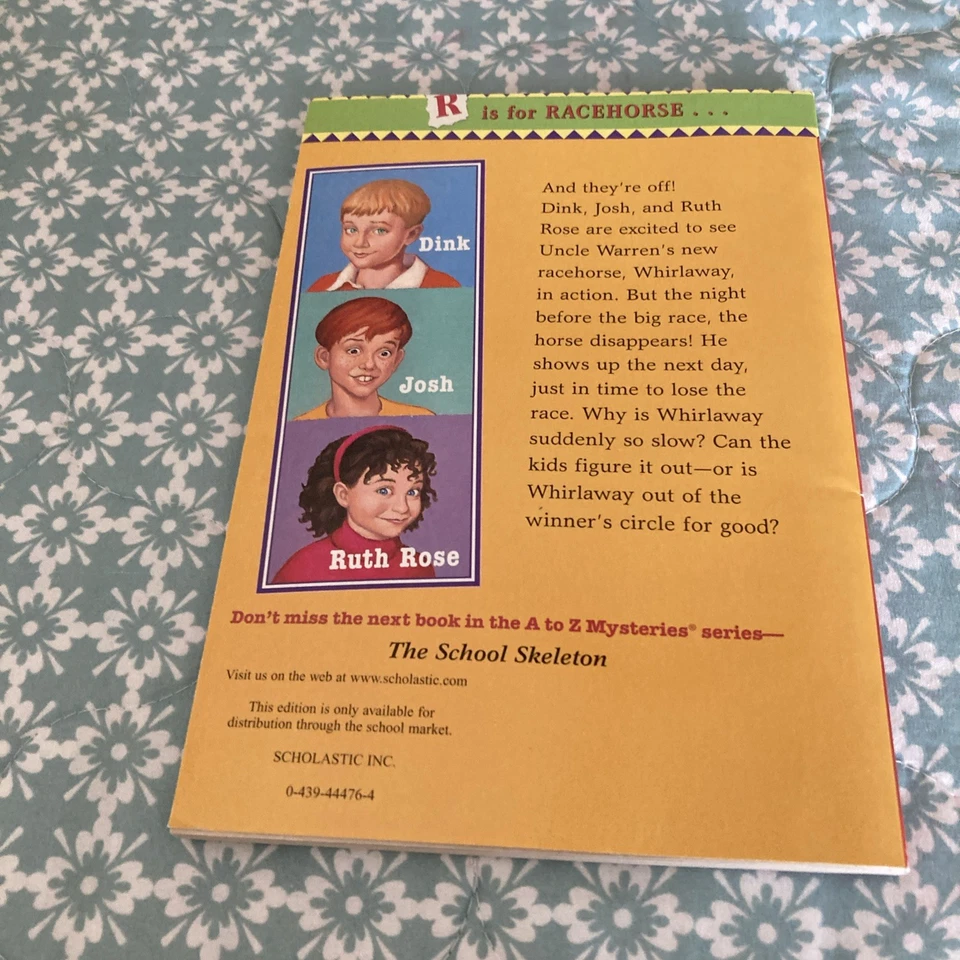 R is for RACEHORSE . . .
Dink
Josh
Ruth Rose
And they're off!
Dink, Josh, and Ruth
Rose are excited to see
Uncle Warren's new
racehorse, Whirlaway,
in action. But the night
before the big race, the
horse disappears! He
shows up the next day,
just in time to lose the
race. Why is Whirlaway
suddenly so slow? Can the
kids figure it out—or is
Whirlaway out of the
winner's circle for good?
Don't miss the next book in the A to Z Mysteries® series—
The School Skeleton
Visit us on the web at www.scholastic.com
This edition is only available for
distribution through the school market.
SCHOLASTIC INC.
0-439-44476-4